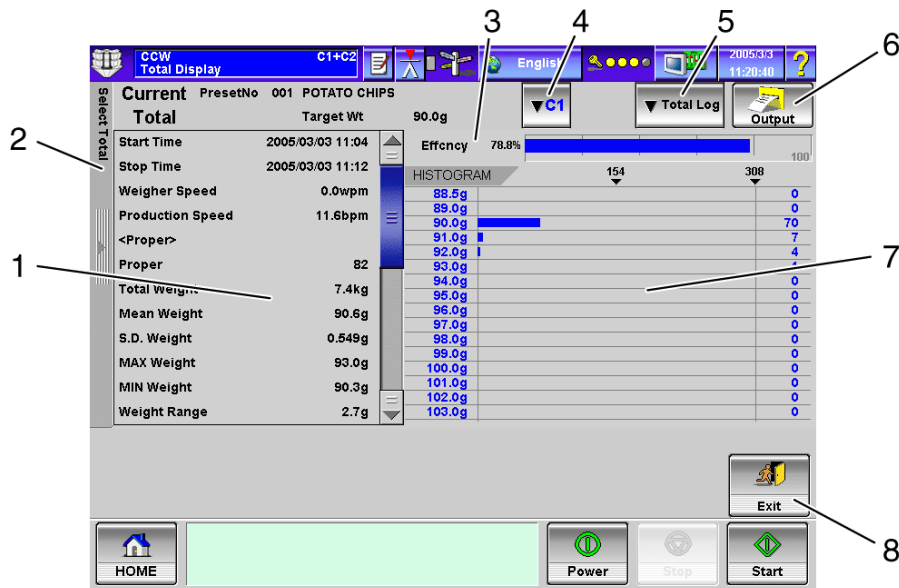 3
4
5
6
CCW C1+C2
Total Display
English
2005/3/3
11:20:40
?
Select Total
Current PresetNo 001 POTATO CHIPS
Total Target Wt 90.0g
▼C1
▼ Total Log
Output
2
Start Time 2005/03/03 11:04
Stop Time 2005/03/03 11:12
Weigher Speed 0.0wpm
Production Speed 11.6bpm
<Proper>
Proper 82
Total Weight 7.4kg
Mean Weight 90.6g
S.D. Weight 0.549g
MAX Weight 93.0g
MIN Weight 90.3g
Weight Range 2.7g
1
Effcncy 78.8%
100
HISTOGRAM 154 308
88.5g 0
89.0g 0
90.0g 70
91.0g 7
92.0g 4
93.0g 1
94.0g 0
95.0g 0
96.0g 0
97.0g 0
98.0g 0
99.0g 0
100.0g 0
101.0g 0
102.0g 0
103.0g 0
7
Exit
8
HOME
Power
Stop
Start